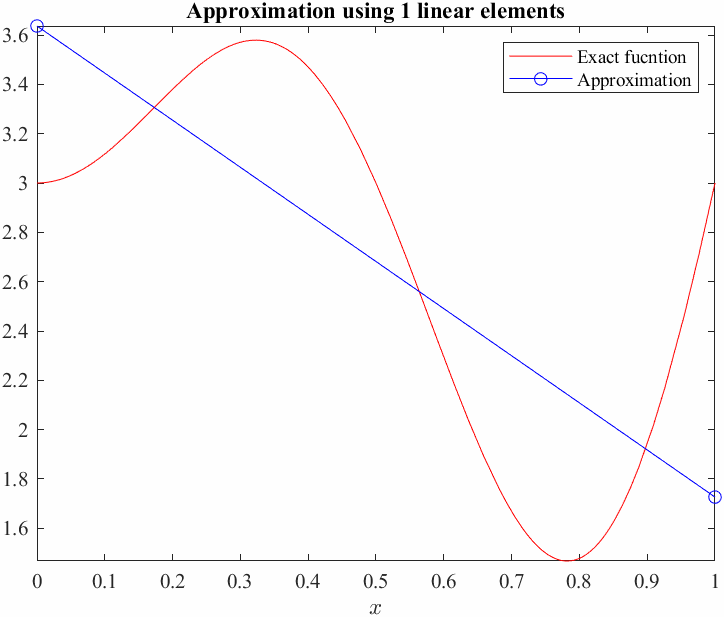 Approximation using 1 linear elements
Exact fucntion
Approximation
3.6
3.4
3.2
3
2.8
2.6
2.4
2.2
2
1.8
1.6
0 0.1 0.2 0.3 0.4 0.5 0.6 0.7 0.8 0.9 1
x